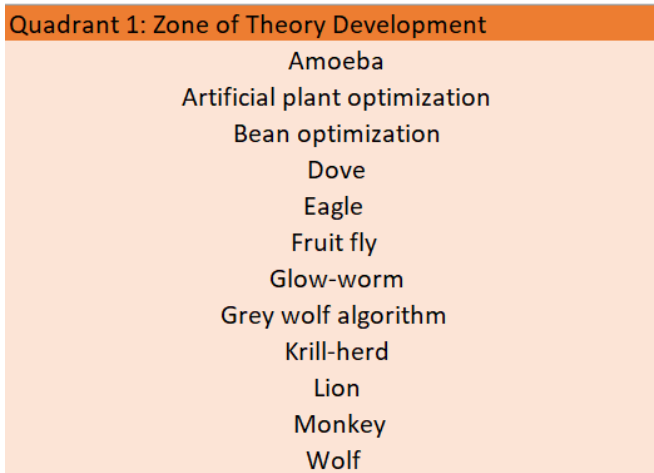 Quadrant 1: Zone of Theory Development
Amoeba
Artificial plant optimization
Bean optimization
Dove
Eagle
Fruit fly
Glow-worm
Grey wolf algorithm
Krill-herd
Lion
Monkey
Wolf